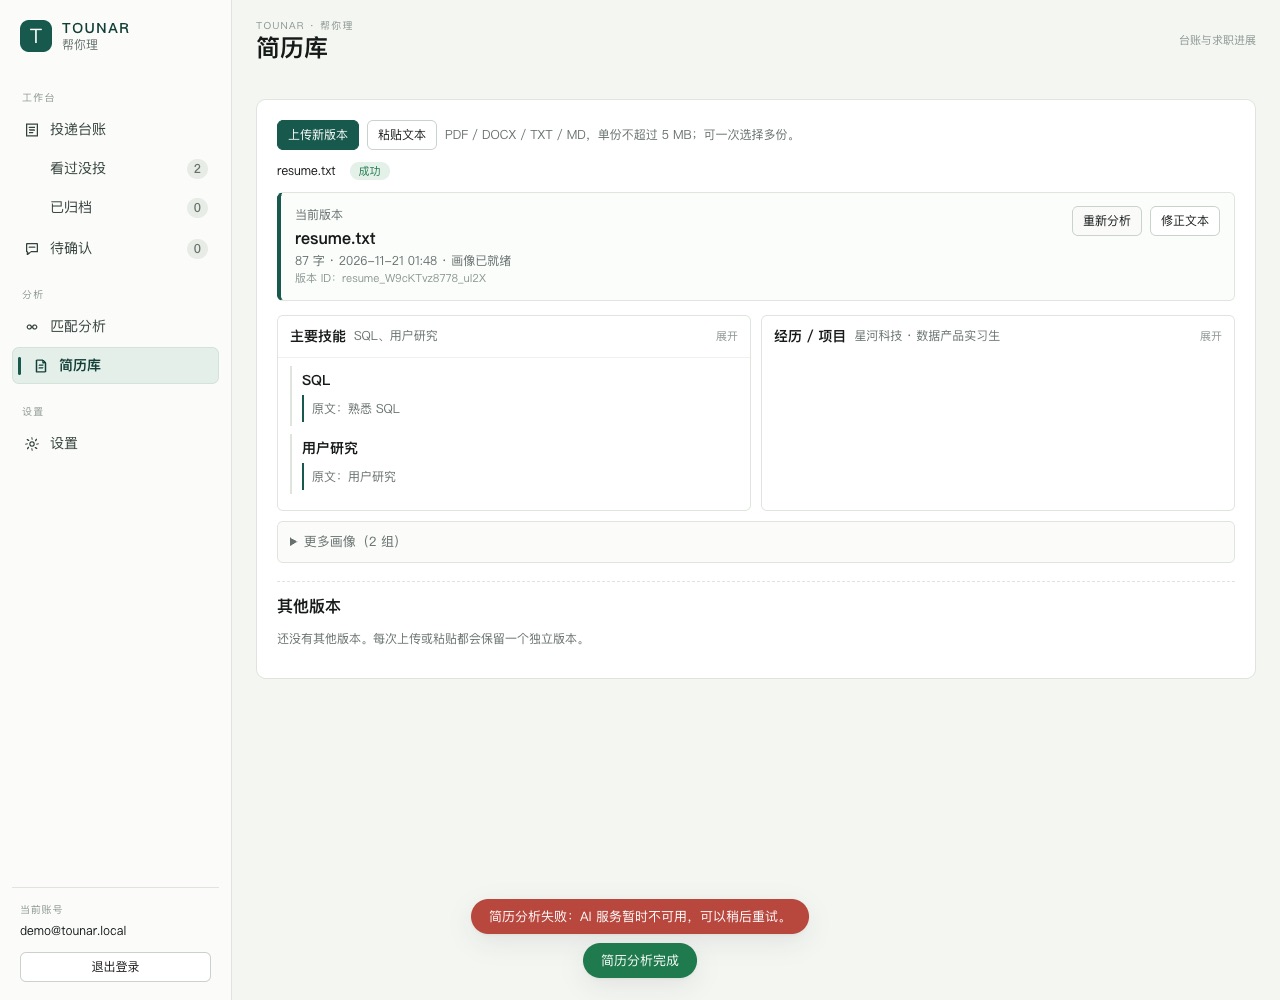 T
TOUNAR
帮你理
工作台
投递台账
看过没投 2
已归档 0
待确认 0
分析
匹配分析
简历库
设置
设置
当前账号
demo@tounar.local
退出登录
TOUNAR · 帮你理
简历库
台账与求职进展
上传新版本 粘贴文本 PDF / DOCX / TXT / MD，单份不超过 5 MB；可一次选择多份。
resume.txt 成功
当前版本
resume.txt
87 字 · 2026-11-21 01:48 · 画像已就绪
版本 ID：resume_W9cKTvz8778_ul2X
重新分析 修正文本
主要技能 SQL、用户研究 展开
SQL
原文：熟悉 SQL
用户研究
原文：用户研究
经历 / 项目 星河科技 · 数据产品实习生 展开
更多画像（2 组）
其他版本
还没有其他版本。每次上传或粘贴都会保留一个独立版本。
简历分析失败：AI 服务暂时不可用，可以稍后重试。
简历分析完成